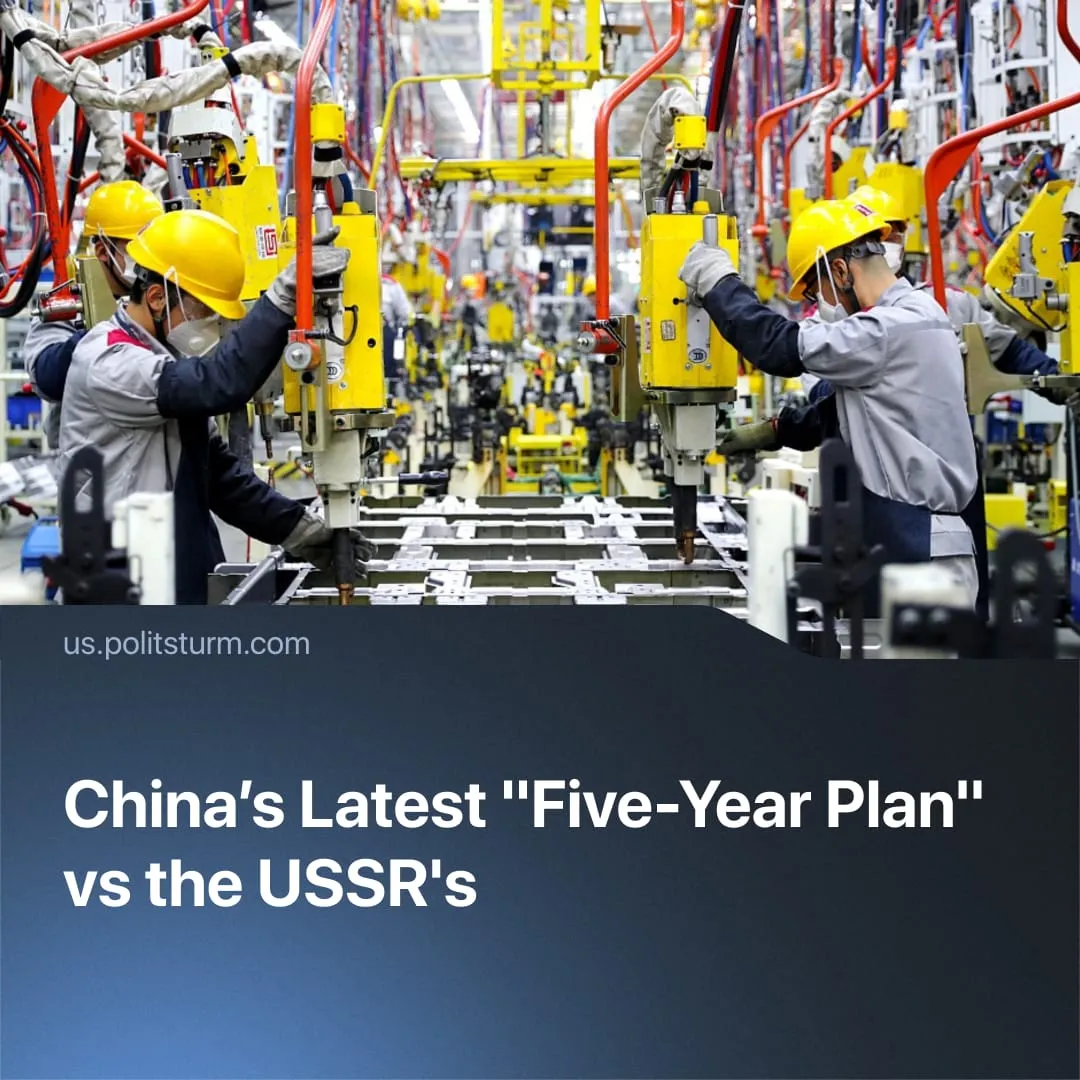 us.politsturm.com
China’s Latest "Five-Year Plan"
vs the USSR's